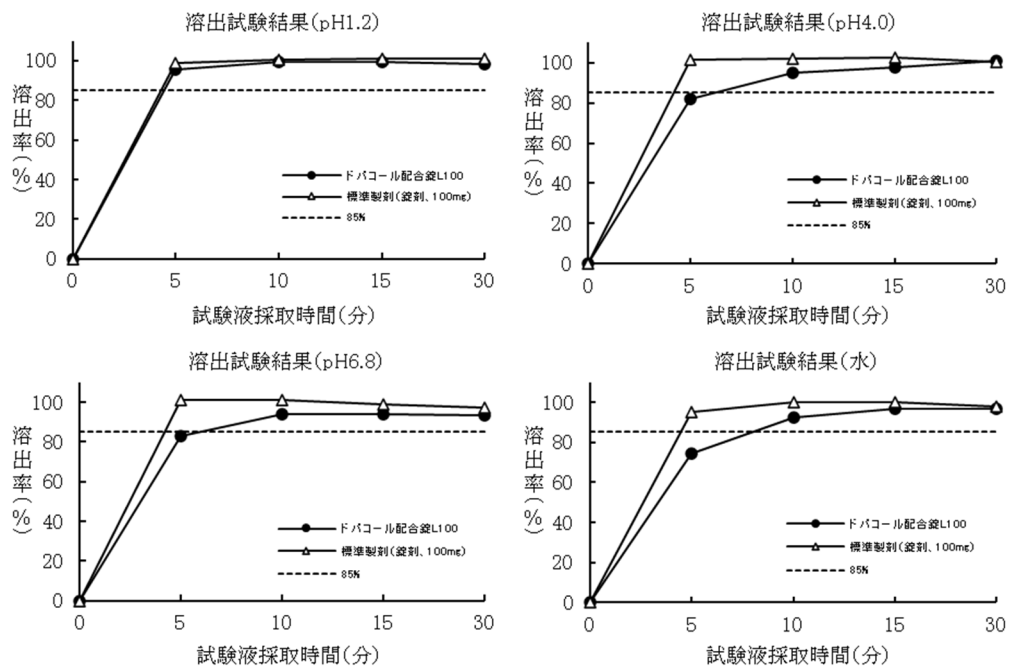 溶出試験結果(pH1.2)
溶出率(%)
100
80
60
40
20
0
ドパコール配合錠L100
標準製剤(錠剤、100mg)
85%
0 5 10 15 30
試験液採取時間(分)
溶出試験結果(pH4.0)
溶出率(%)
100
80
60
40
20
0
ドパコール配合錠L100
標準製剤(錠剤、100mg)
85%
0 5 10 15 30
試験液採取時間(分)
溶出試験結果(pH6.8)
溶出率(%)
100
80
60
40
20
0
ドパコール配合錠L100
標準製剤(錠剤、100mg)
85%
0 5 10 15 30
試験液採取時間(分)
溶出試験結果(水)
溶出率(%)
100
80
60
40
20
0
ドパコール配合錠L100
標準製剤(錠剤、100mg)
85%
0 5 10 15 30
試験液採取時間(分)